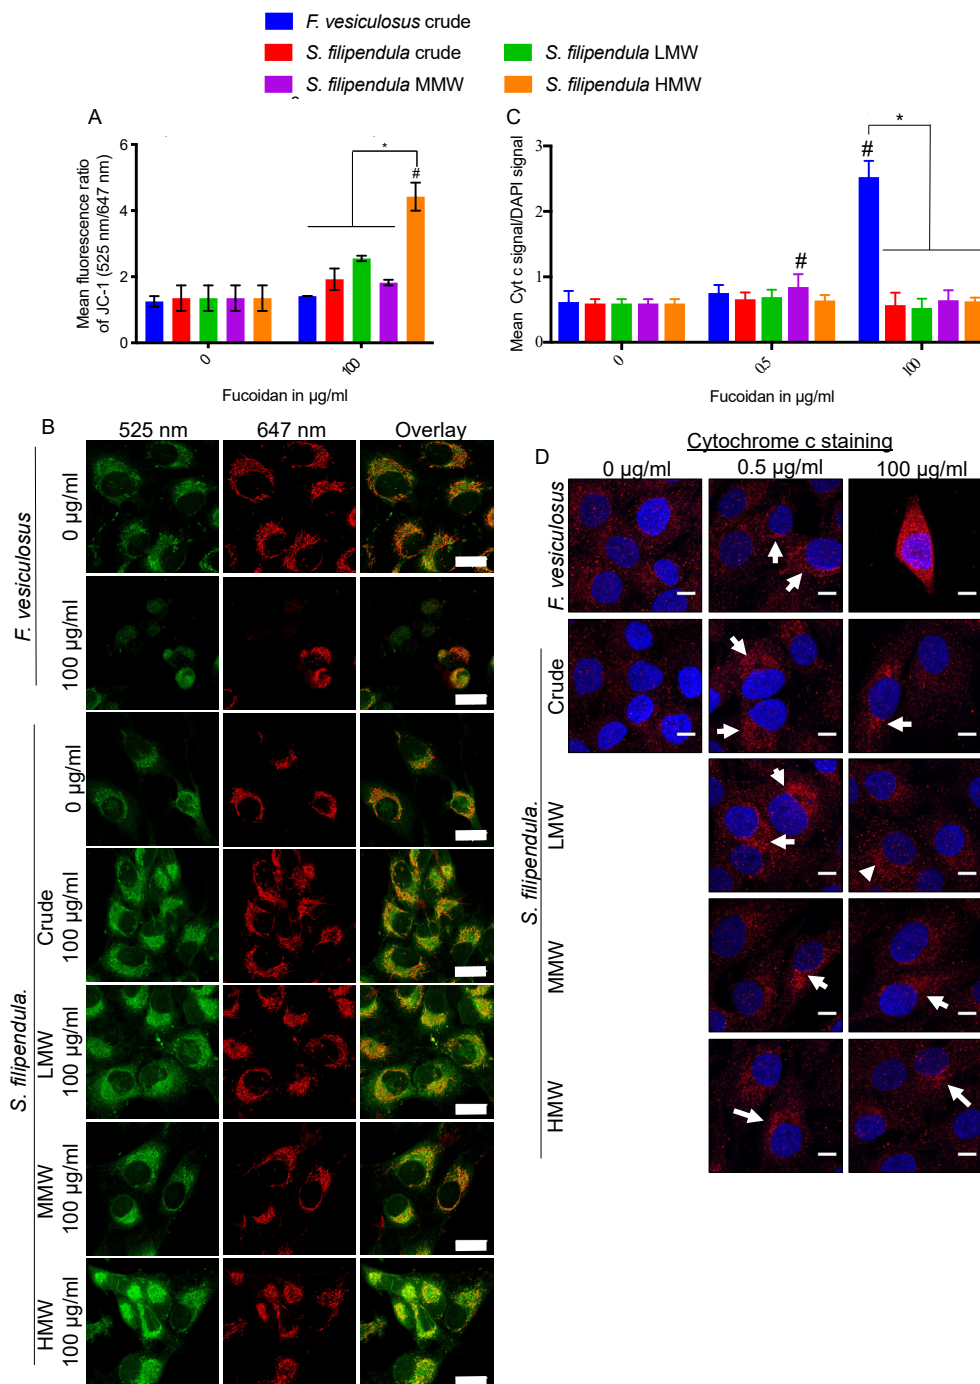 F. vesiculosus crude
S. filipendula crude
S. filipendula LMW
S. filipendula MMW
S. filipendula HMW
A
Mean fluorescence ratio
of JC-1 (525 nm/647 nm)
6
4
2
0
*
#
0
100
Fucoidan in µg/ml
C
Mean Cyt c signal/DAPI signal
3
2
1
0
#
#
*
0
0.5
100
Fucoidan in µg/ml
B
525 nm
647 nm
Overlay
F. vesiculosus
0 µg/ml
100 µg/ml
S. filipendula.
0 µg/ml
Crude
100 µg/ml
LMW
100 µg/ml
MMW
100 µg/ml
HMW
100 µg/ml
D
Cytochrome c staining
0 µg/ml
0.5 µg/ml
100 µg/ml
F. vesiculosus
S. filipendula.
Crude
LMW
MMW
HMW